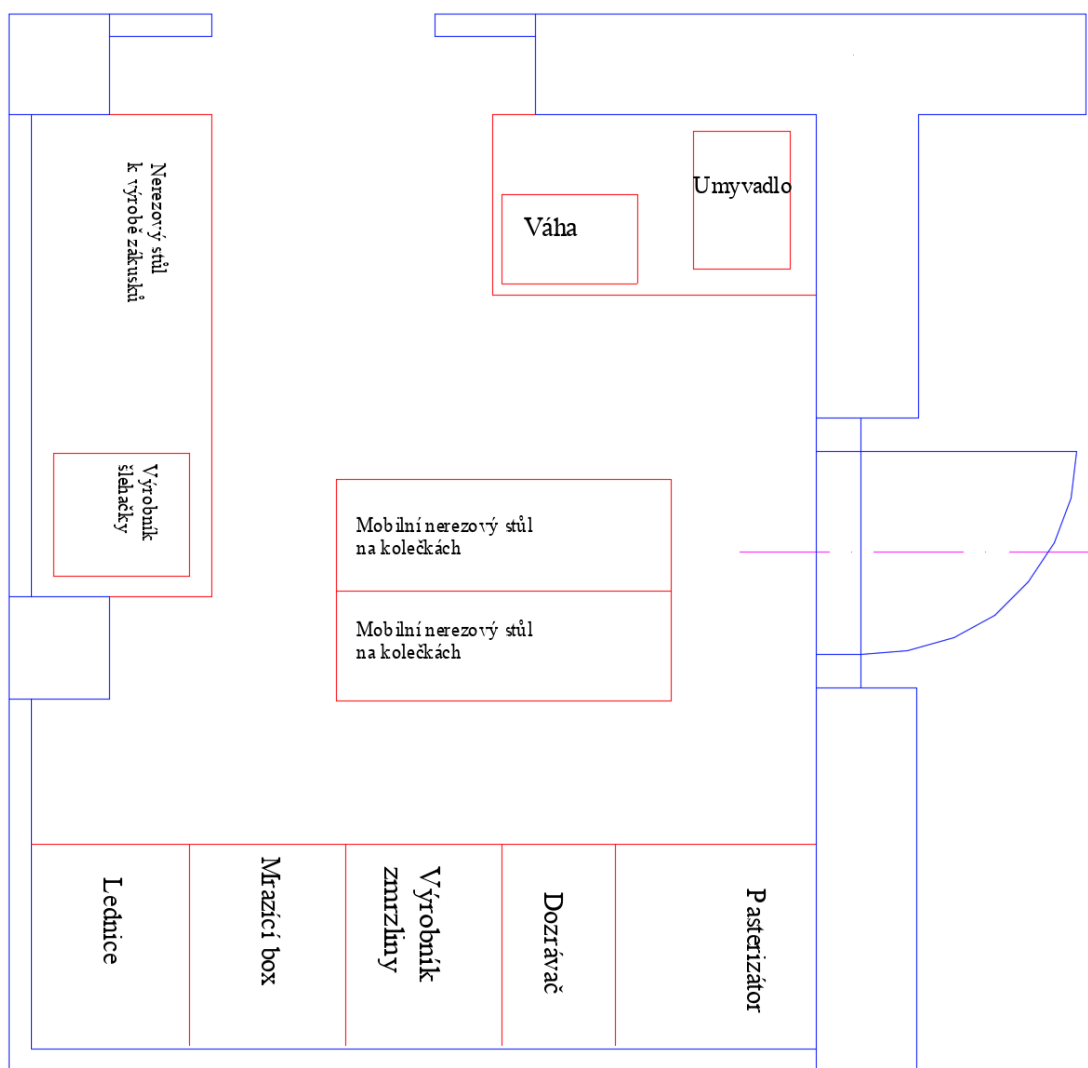 Nerezový stůl
k výrobě zákusků
Umyvadlo
Váha
Výrobník
šlehačky
Mobilní nerezový stůl
na kolečkách
Mobilní nerezový stůl
na kolečkách
Lednice
Mrazící box
Výrobník
zmrzliny
Dozrávač
Pasterizátor